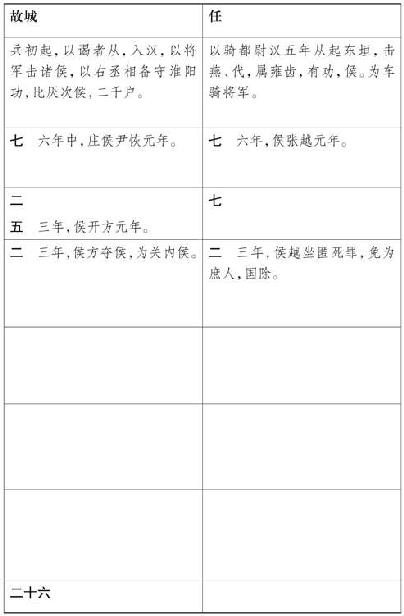 故城
任
兵初起，以谒者从，入汉，以将
军击诸侯，以右丞相备守淮阳
功，比厌次侯，二千户。
以骑都尉汉五年从起东垣，击
燕、代，属雍齿，有功，侯。为车
骑将军。
七　六年中，庄侯尹恢元年。
七　六年，侯张越元年。
二
五　三年，侯开方元年。
七
二　三年，侯方夺侯，为关内侯。
二　三年，侯越坐匿死罪，免为
庶人，国除。
二十六